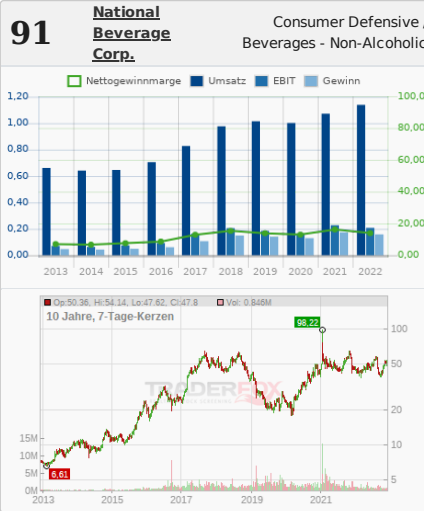 91
National
Beverage
Corp.
Consumer Defensive /
Beverages - Non-Alcoholic
Nettogewinnmarge Umsatz EBIT Gewinn
1,20 100,0
1,00 80,00
0,80
0,60 60,00
0,40 40,00
0,20 20,00
0,00 0,00
2013 2014 2015 2016 2017 2018 2019 2020 2021 2022
Op:50.36, Hi:54.14, Lo:47.62, Cl:47.8 Vol: 0.846M
10 Jahre, 7-Tage-Kerzen
98,22
100
50
TRADERFOX
20
15M 10
10M
5M 6,61 5
0M
2013 2015 2017 2019 2021